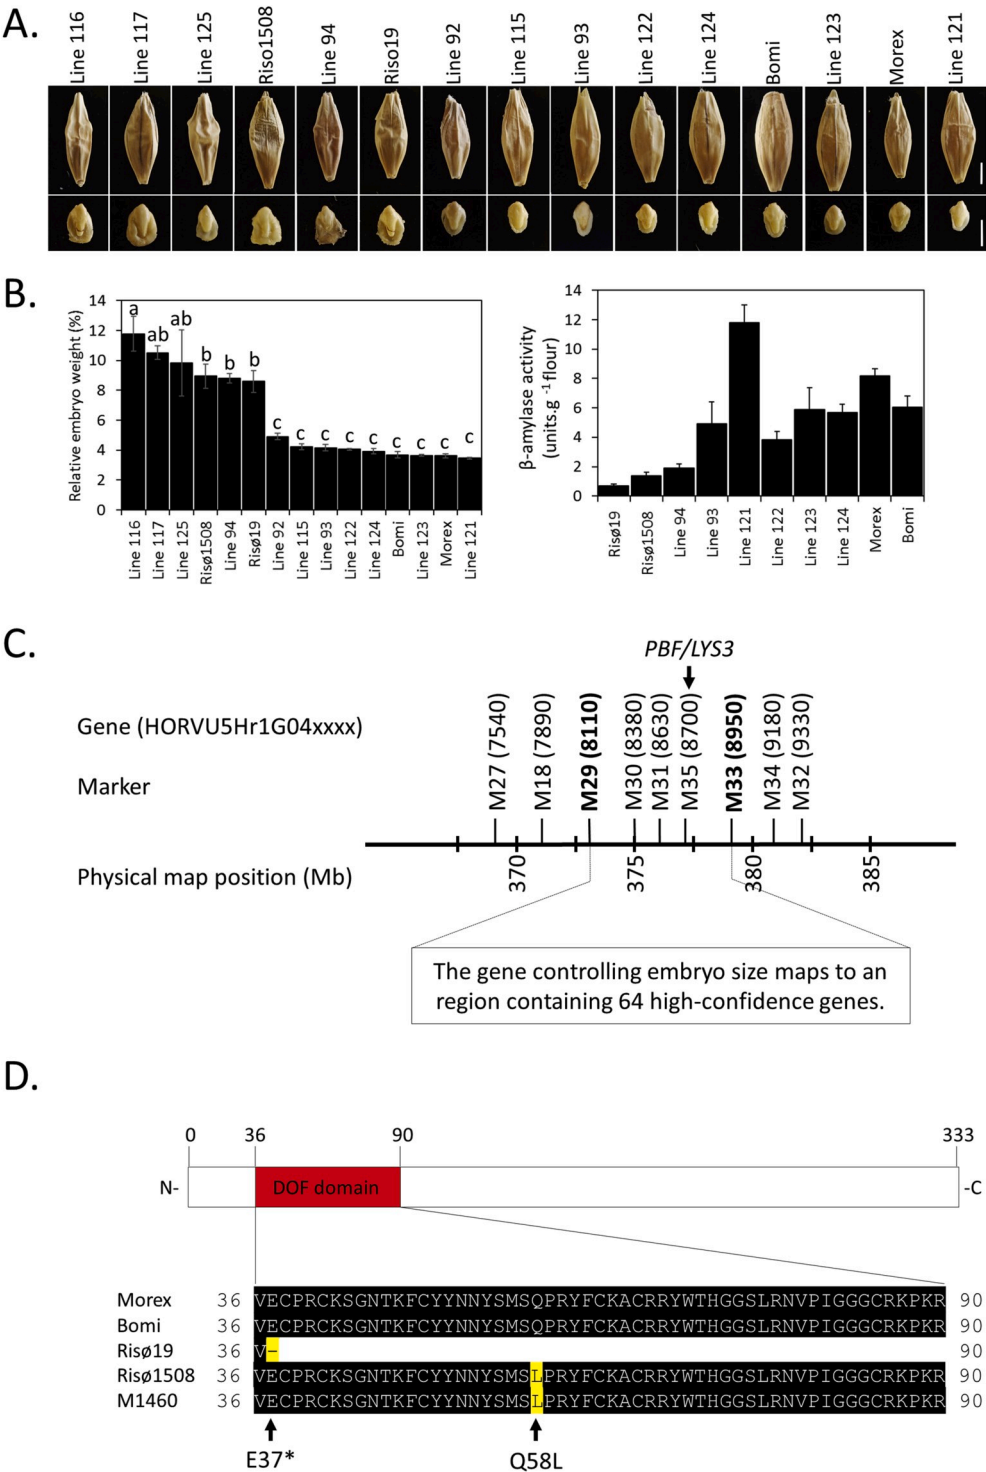 A.
Line 116
Line 117
Line 125
Riso1508
Line 94
Riso19
Line 92
Line 115
Line 93
Line 122
Line 124
Bomi
Line 123
Morex
Line 121
B.
Relative embryo weight (%)
14
12
10
8
6
4
2
0
a
ab
ab
b
b
b
c
c
c
c
c
c
c
c
c
Line 116
Line 117
Line 125
Risø1508
Line 94
Risø19
Line 92
Line 115
Line 93
Line 122
Line 124
Bomi
Line 123
Morex
Line 121
β-amylase activity
(units.g -1 flour)
14
12
10
8
6
4
2
0
Risø19
Risø1508
Line 94
Line 93
Line 121
Line 122
Line 123
Line 124
Morex
Bomi
C.
PBF/LYS3
Gene (HORVU5Hr1G04xxxx)
Marker
M27 (7540)
M18 (7890)
M29 (8110)
M30 (8380)
M31 (8630)
M35 (8700)
M33 (8950)
M34 (9180)
M32 (9330)
Physical map position (Mb)
370
375
380
385
The gene controlling embryo size maps to an
region containing 64 high-confidence genes.
D.
0 36 90 333
N- DOF domain -C
Morex 36 VECPRCKSGNTKFCYYNNYSMSQPRYFCKACRRYWTHGGSLRNVPIGGGCRKPKR 90
Bomi 36 VECPRCKSGNTKFCYYNNYSMSQPRYFCKACRRYWTHGGSLRNVPIGGGCRKPKR 90
Risø19 36 V- 90
Risø1508 36 VECPRCKSGNTKFCYYNNYSMSLPRYFCKACRRYWTHGGSLRNVPIGGGCRKPKR 90
M1460 36 VECPRCKSGNTKFCYYNNYSMSLPRYFCKACRRYWTHGGSLRNVPIGGGCRKPKR 90
E37* Q58L